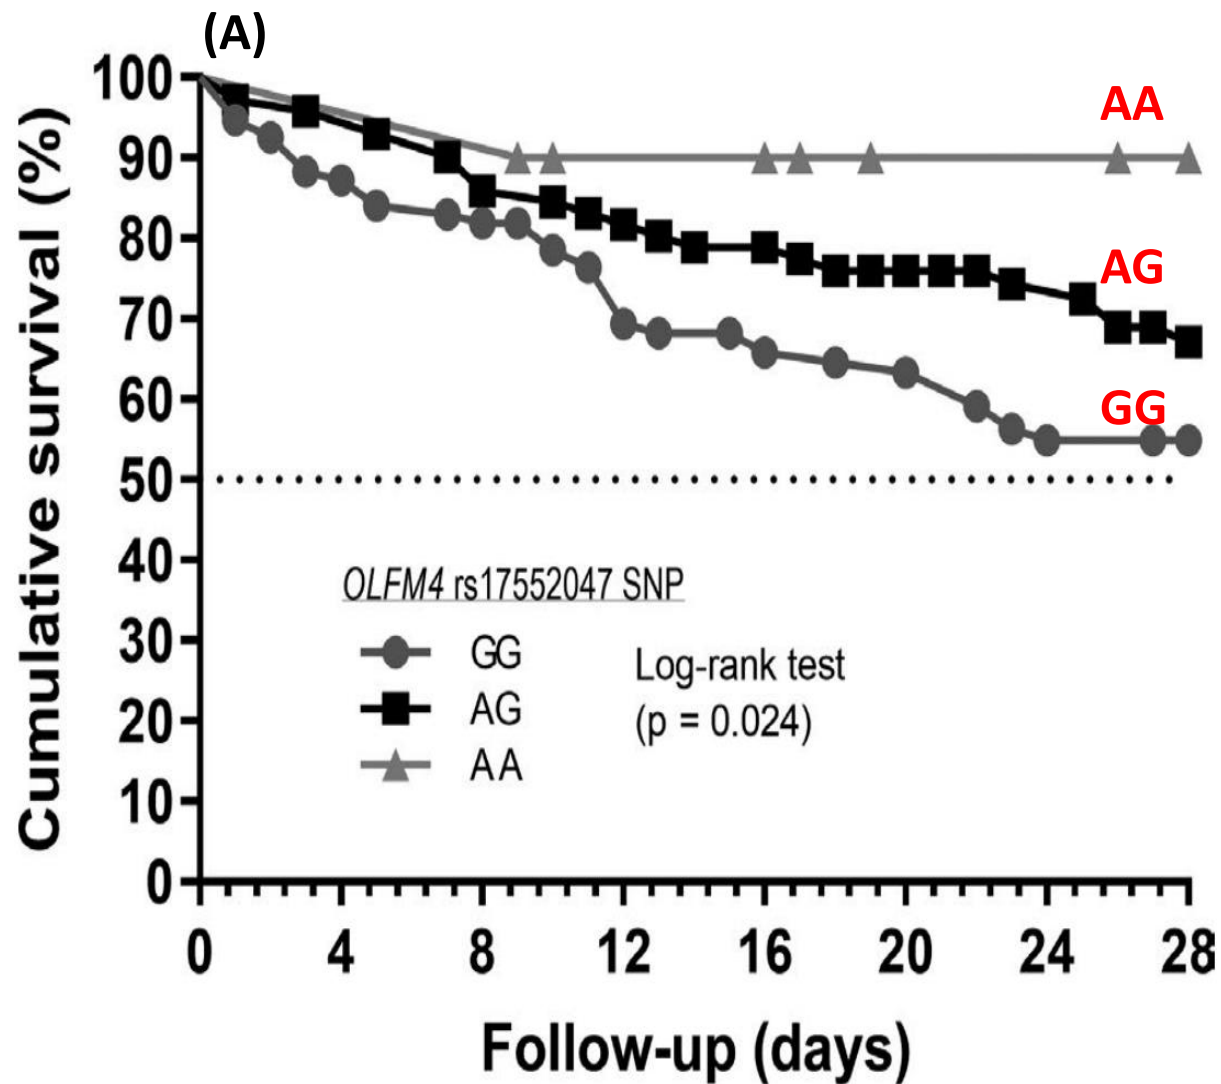 (A)
Cumulative survival (%)
100
90
80
70
60
50
40
30
20
10
0
AA
AG
GG
OLFM4 rs17552047 SNP
GG
AG
AA
Log-rank test
(p = 0.024)
0 4 8 12 16 20 24 28
Follow-up (days)